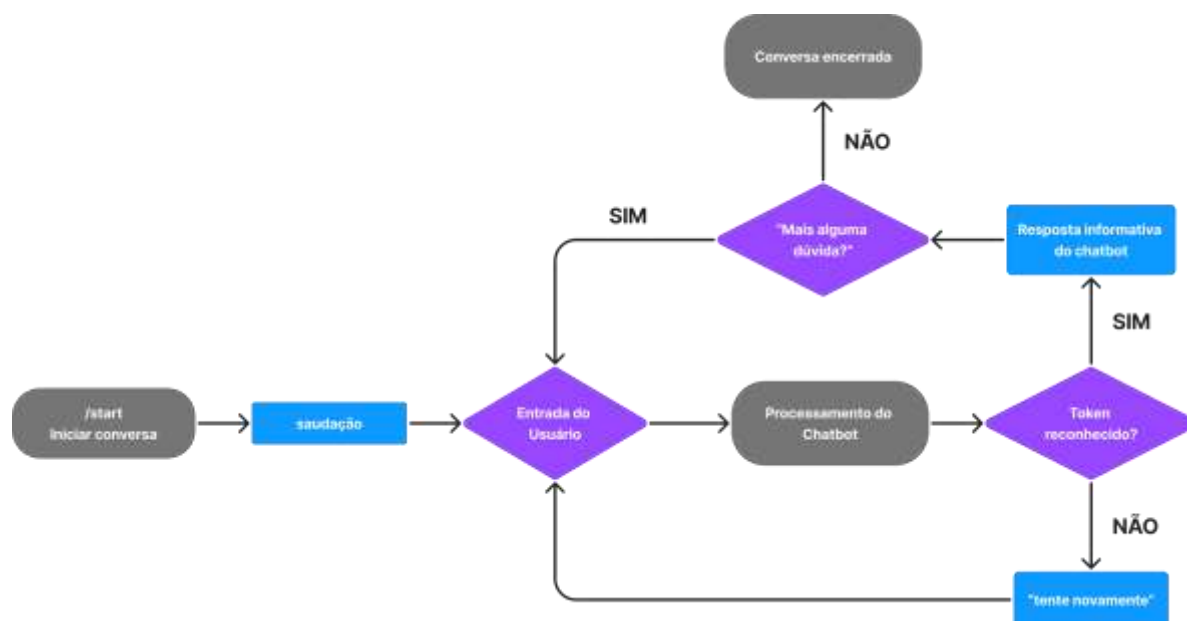 Conversa encerrada
NÃO
SIM
"Mais alguma
dúvida?"
Resposta informativa
do chatbot
SIM
/start
Iniciar conversa
saudação
Entrada do
Usuário
Processamento do
Chatbot
Token
reconhecido?
NÃO
"tente novamente"